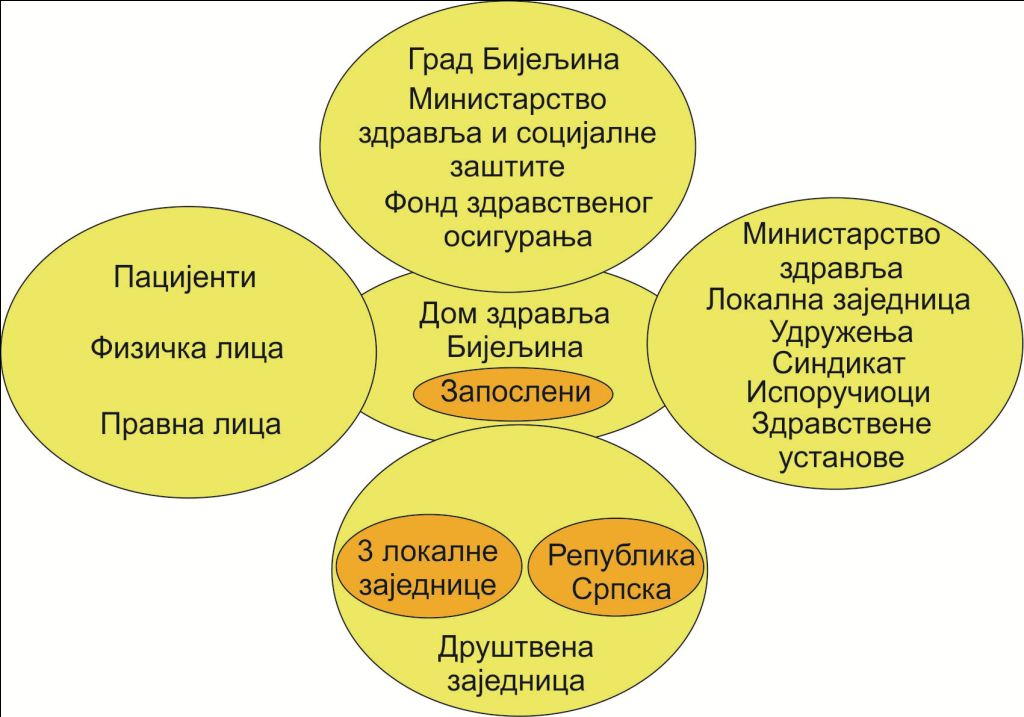 Град Бијељина
Министарство
здравља и социјалне
заштите
Фонд здравственог
осигурања
Пацијенти
Физичка лица
Правна лица
Дом здравља
Бијељина
Запослени
Министарство
здравља
Локална заједница
Удружења
Синдикат
Испоручиоци
Здравствене
установе
3 локалне
заједнице
Република
Српска
Друштвена
заједница